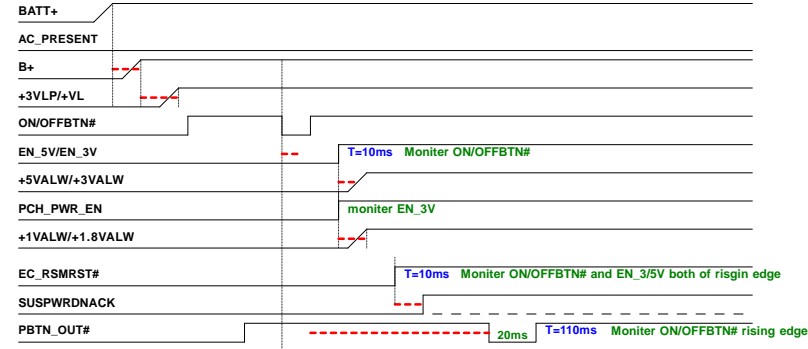 BATT+
AC_PRESENT
B+
+3VLP/+VL
ON/OFFBTN#
EN_5V/EN_3V T=10ms Moniter ON/OFFBTN#
+5VALW/+3VALW
PCH_PWR_EN moniter EN_3V
+1VALW/+1.8VALW
EC_RSMRST# T=10ms Moniter ON/OFFBTN# and EN_3/5V both of risgin edge
SUSPWRDNACK
PBTN_OUT# 20ms T=110ms Moniter ON/OFFBTN# rising edge